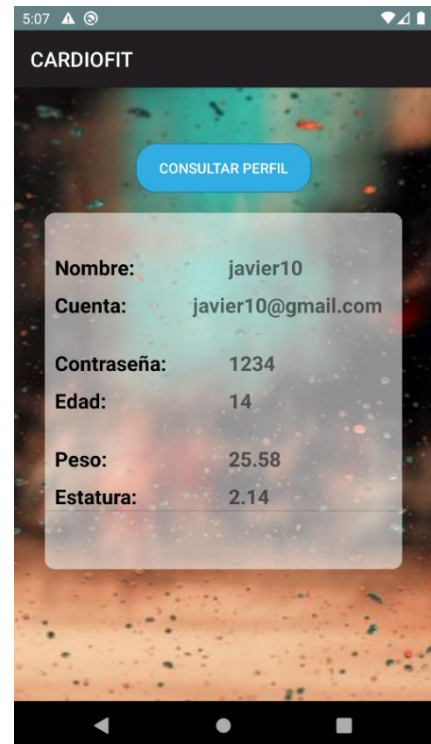 5:07
CARDIOFIT
CONSULTAR PERFIL
Nombre: javier10
Cuenta: javier10@gmail.com
Contraseña: 1234
Edad: 14
Peso: 25.58
Estatura: 2.14